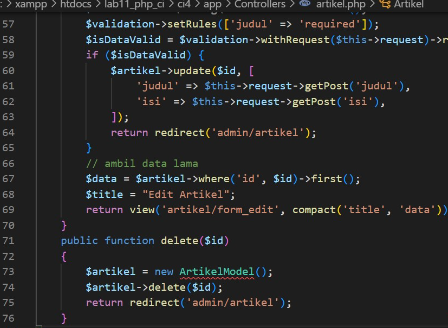 xampp > htdocs > lab11_php_ci > ci4 > app > Controllers > artikel.php > Artikel
57 $validation->setRules(['judul' => 'required']);
58 $isDataValid = $validation->withRequest($this->request)->r
59 if ($isDataValid) {
60 $artikel->update($id, [
61 'judul' => $this->request->getPost('judul'),
62 'isi' => $this->request->getPost('isi'),
63 ]);
64 return redirect('admin/artikel');
65 }
66 // ambil data lama
67 $data = $artikel->where('id', $id)->first();
68 $title = "Edit Artikel";
69 return view('artikel/form_edit', compact('title', 'data'))
70 }
71 public function delete($id)
72 {
73 $artikel = new ArtikelModel();
74 $artikel->delete($id);
75 return redirect('admin/artikel');
76 }